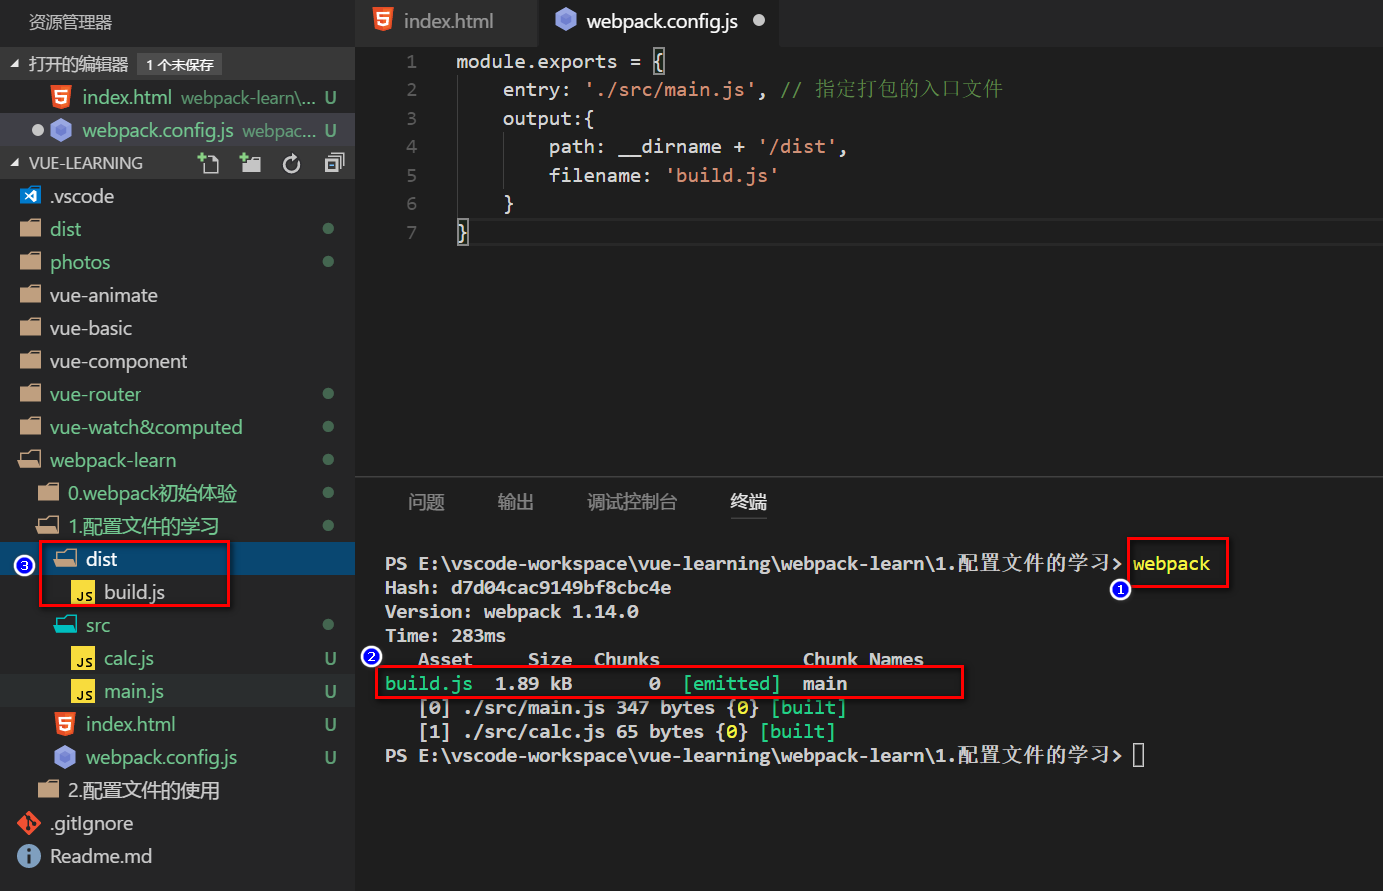 资源管理器
打开的编辑器 1 个未保存
index.html webpack-learn\... U
webpack.config.js webpac... U
VUE-LEARNING
.vscode
dist
photos
vue-animate
vue-basic
vue-component
vue-router
vue-watch&computed
webpack-learn
0.webpack初始体验
1.配置文件的学习
3
dist
JS build.js
src
JS calc.js U
JS main.js U
index.html U
webpack.config.js U
2.配置文件的使用
.gitIgnore
Readme.md
index.html webpack.config.js
1 module.exports = {
2 entry: './src/main.js', // 指定打包的入口文件
3 output:{
4 path: __dirname + '/dist',
5 filename: 'build.js'
6 }
7 }
问题 输出 调试控制台 终端
PS E:\vscode-workspace\vue-learning\webpack-learn\1.配置文件的学习> webpack
1
Hash: d7d04cac9149bf8cbc4e
Version: webpack 1.14.0
Time: 283ms
2
Asset Size Chunks Chunk Names
build.js 1.89 kB 0 [emitted] main
[0] ./src/main.js 347 bytes {0} [built]
[1] ./src/calc.js 65 bytes {0} [built]
PS E:\vscode-workspace\vue-learning\webpack-learn\1.配置文件的学习>